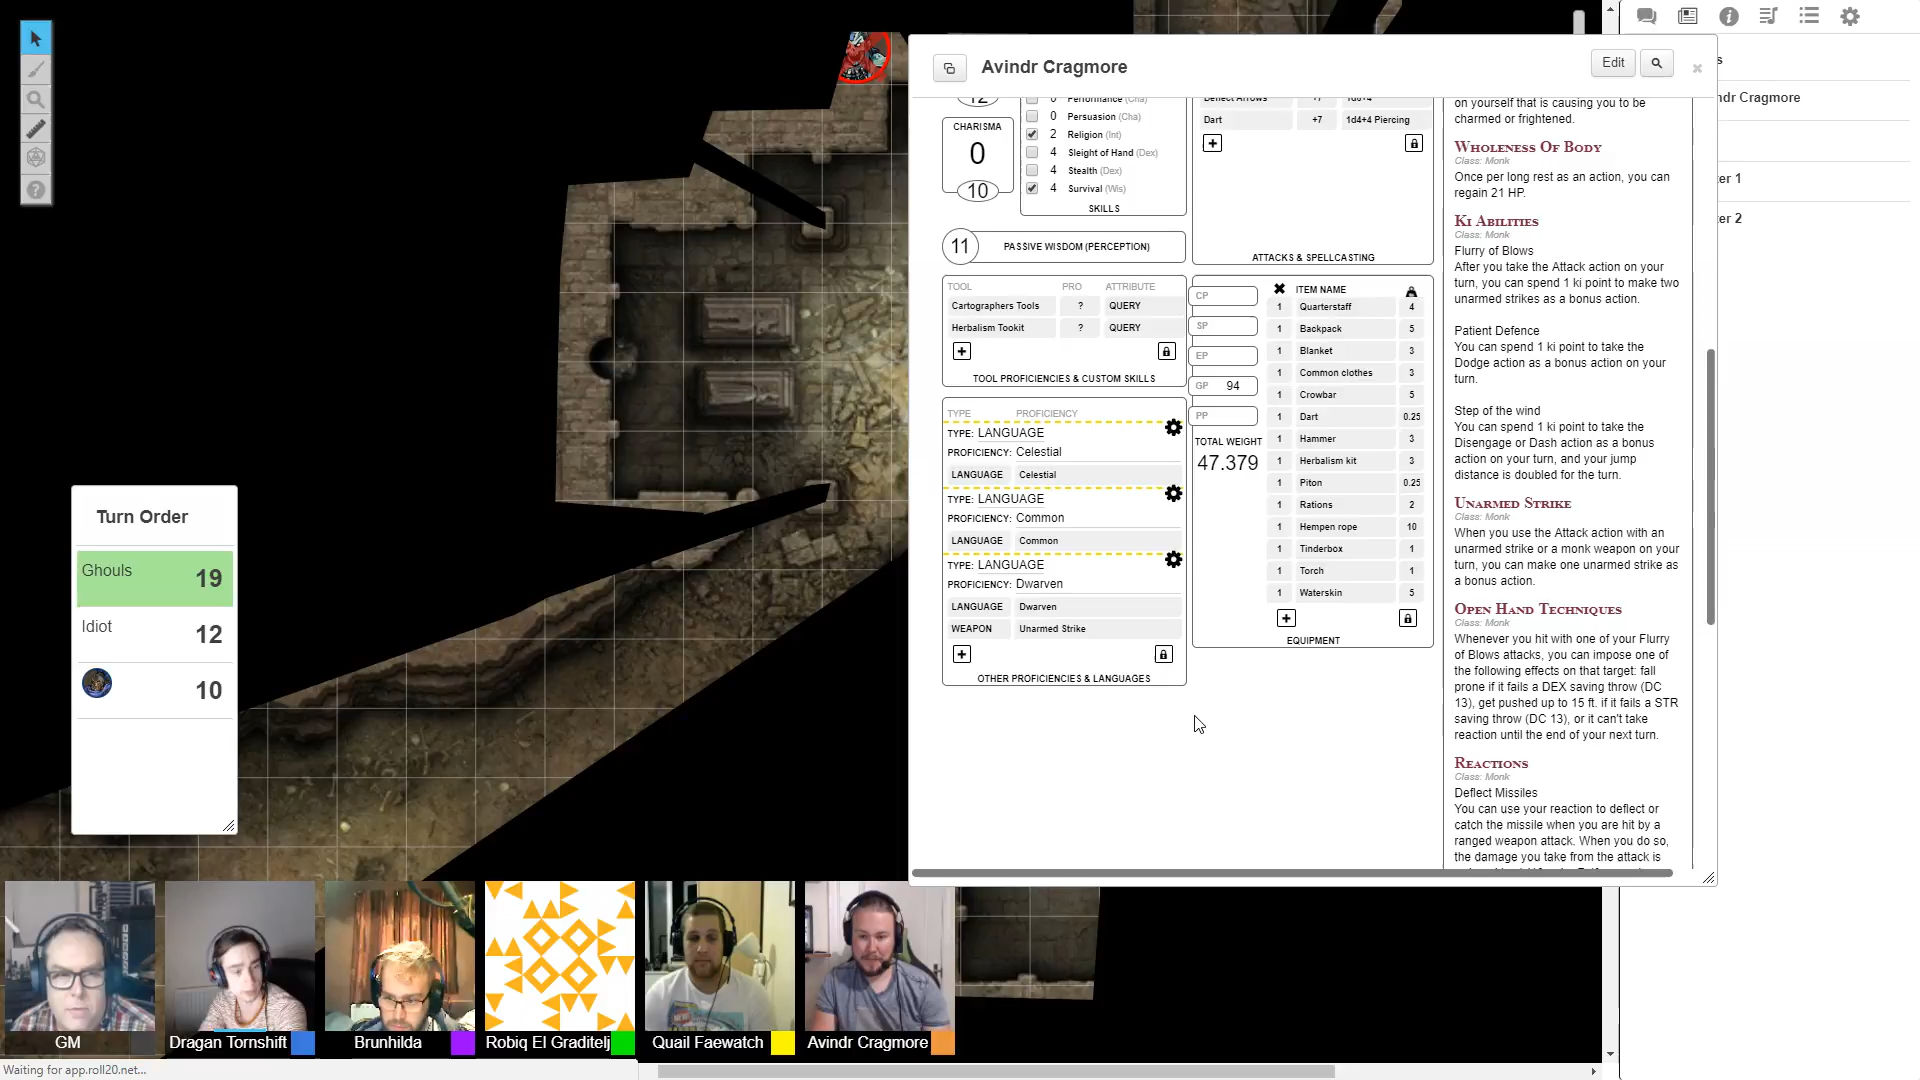 Avindr Cragmore
Edit
Performance (Cha)
0 Persuasion (Cha)
2 Religion (Int)
4 Sleight of Hand (Dex)
4 Stealth (Dex)
4 Survival (Wis)
SKILLS
12
CHARISMA
0
10
11 PASSIVE WISDOM (PERCEPTION)
TOOL PRO ATTRIBUTE
Cartographers Tools ? QUERY
Herbalism Tookit ? QUERY
TOOL PROFICIENCIES & CUSTOM SKILLS
TYPE PROFICIENCY
TYPE: LANGUAGE
PROFICIENCY: Celestial
LANGUAGE Celestial
TYPE: LANGUAGE
PROFICIENCY: Common
LANGUAGE Common
TYPE: LANGUAGE
PROFICIENCY: Dwarven
LANGUAGE Dwarven
WEAPON Unarmed Strike
OTHER PROFICIENCIES & LANGUAGES
Deflect Arrows +7 1d6+4
Dart +7 1d4+4 Piercing
ATTACKS & SPELLCASTING
CP
SP
EP
GP 94
PP
TOTAL WEIGHT
47.379
ITEM NAME
1 Quarterstaff 4
1 Backpack 5
1 Blanket 3
1 Common clothes 3
1 Crowbar 5
1 Dart 0.25
1 Hammer 3
1 Herbalism kit 3
1 Piton 0.25
1 Rations 2
1 Hempen rope 10
1 Tinderbox 1
1 Torch 1
1 Waterskin 5
EQUIPMENT
on yourself that is causing you to be
charmed or frightened.
Wholeness Of Body
Class: Monk
Once per long rest as an action, you can
regain 21 HP.
Ki Abilities
Class: Monk
Flurry of Blows
After you take the Attack action on your
turn, you can spend 1 ki point to make two
unarmed strikes as a bonus action.
Patient Defence
You can spend 1 ki point to take the
Dodge action as a bonus action on your
turn.
Step of the wind
You can spend 1 ki point to take the
Disengage or Dash action as a bonus
action on your turn, and your jump
distance is doubled for the turn.
Unarmed Strike
Class: Monk
When you use the Attack action with an
unarmed strike or a monk weapon on your
turn, you can make one unarmed strike as
a bonus action.
Open Hand Techniques
Class: Monk
Whenever you hit with one of your Flurry
of Blows attacks, you can impose one of
the following effects on that target: fall
prone if it fails a DEX saving throw (DC
13), get pushed up to 15 ft. if it fails a STR
saving throw (DC 13), or it can't take
reaction until the end of your next turn.
Reactions
Class: Monk
Deflect Missiles
You can use your reaction to deflect or
catch the missile when you are hit by a
ranged weapon attack. When you do so,
the damage you take from the attack is
s
ndr Cragmore
ter 1
ter 2
Turn Order
Ghouls 19
Idiot 12
10
GM
Dragan Tornshift
Brunhilda
Robiq El Graditelj
Quail Faewatch
Avindr Cragmore
Waiting for app.roll20.net...